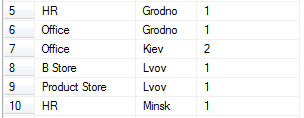 5 HR Grodno 1
6 Office Grodno 1
7 Office Kiev 2
8 B Store Lvov 1
9 Product Store Lvov 1
10 HR Minsk 1